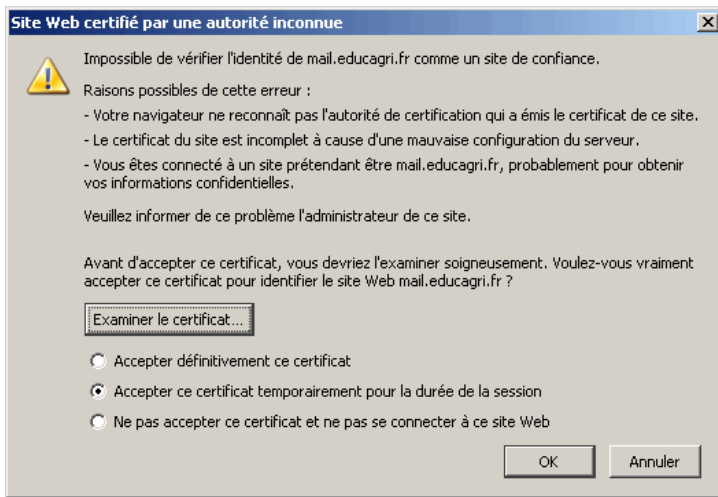 Site Web certifié par une autorité inconnue
Impossible de vérifier l'identité de mail.educagri.fr comme un site de confiance.
Raisons possibles de cette erreur :
- Votre navigateur ne reconnaît pas l'autorité de certification qui a émis le certificat de ce site.
- Le certificat du site est incomplet à cause d'une mauvaise configuration du serveur.
- Vous êtes connecté à un site prétendant être mail.educagri.fr, probablement pour obtenir
vos informations confidentielles.
Veuillez informer de ce problème l'administrateur de ce site.
Avant d'accepter ce certificat, vous devriez l'examiner soigneusement. Voulez-vous vraiment
accepter ce certificat pour identifier le site Web mail.educagri.fr ?
Examiner le certificat...
Accepter définitivement ce certificat
Accepter ce certificat temporairement pour la durée de la session
Ne pas accepter ce certificat et ne pas se connecter à ce site Web
OK Annuler